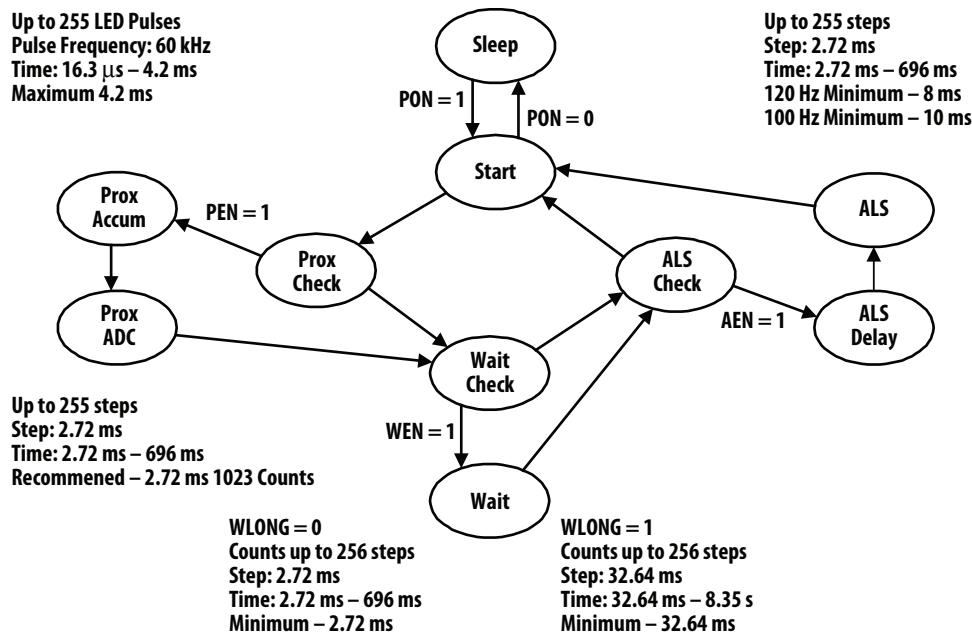 Up to 255 LED Pulses
Pulse Frequency: 60 kHz
Time: 16.3 μs – 4.2 ms
Maximum 4.2 ms
Sleep
Up to 255 steps
Step: 2.72 ms
Time: 2.72 ms – 696 ms
120 Hz Minimum – 8 ms
100 Hz Minimum – 10 ms
PON = 1
PON = 0
Start
Prox
Accum
PEN = 1
ALS
Prox
Check
ALS
Check
Prox
ADC
AEN = 1
ALS
Delay
Wait
Check
Up to 255 steps
Step: 2.72 ms
Time: 2.72 ms – 696 ms
Recommened – 2.72 ms 1023 Counts
WEN = 1
Wait
WLONG = 0
Counts up to 256 steps
Step: 2.72 ms
Time: 2.72 ms – 696 ms
Minimum – 2.72 ms
WLONG = 1
Counts up to 256 steps
Step: 32.64 ms
Time: 32.64 ms – 8.35 s
Minimum – 32.64 ms